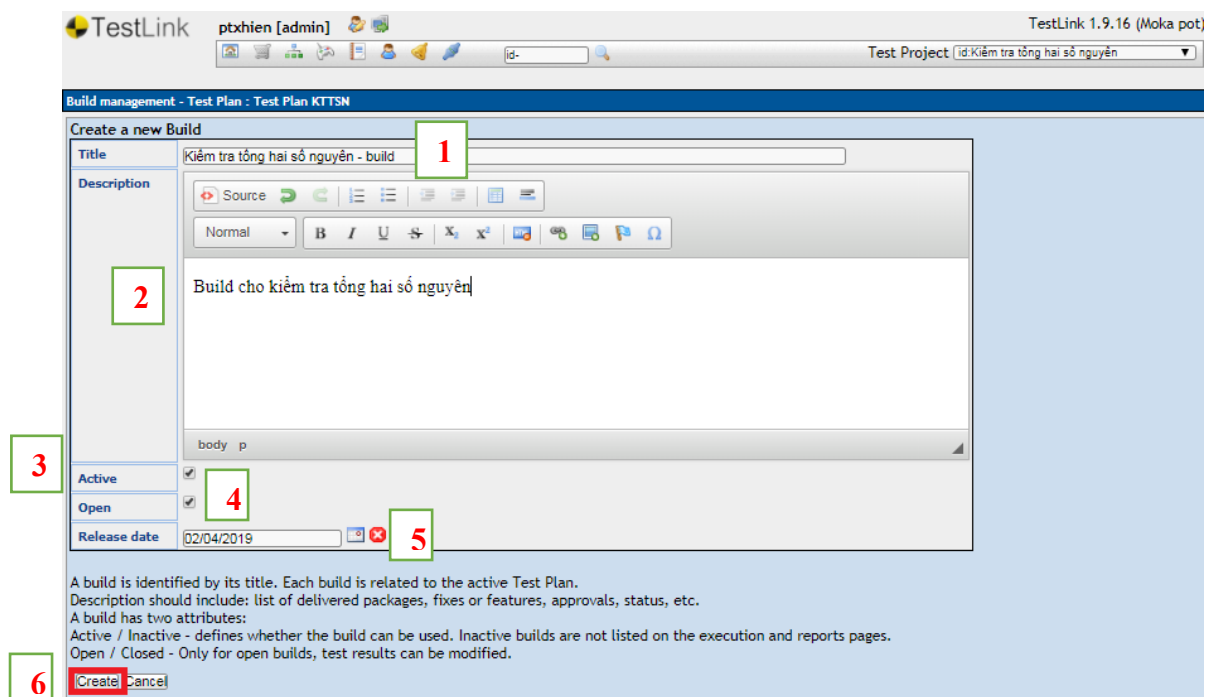 TestLink ptxhien [admin] TestLink 1.9.16 (Moka pot)
id- Test Project id:Kiểm tra tổng hai số nguyên
Build management - Test Plan : Test Plan KTTSN
Create a new Build
1
Title Kiểm tra tổng hai số nguyên - build
Description
Source
Normal B I U S X₂ x² Ω
2
Build cho kiểm tra tổng hai số nguyên
body p
3
Active
4
Open
5
Release date 02/04/2019
A build is identified by its title. Each build is related to the active Test Plan.
Description should include: list of delivered packages, fixes or features, approvals, status, etc.
A build has two attributes:
Active / Inactive - defines whether the build can be used. Inactive builds are not listed on the execution and reports pages.
Open / Closed - Only for open builds, test results can be modified.
6
Create Cancel